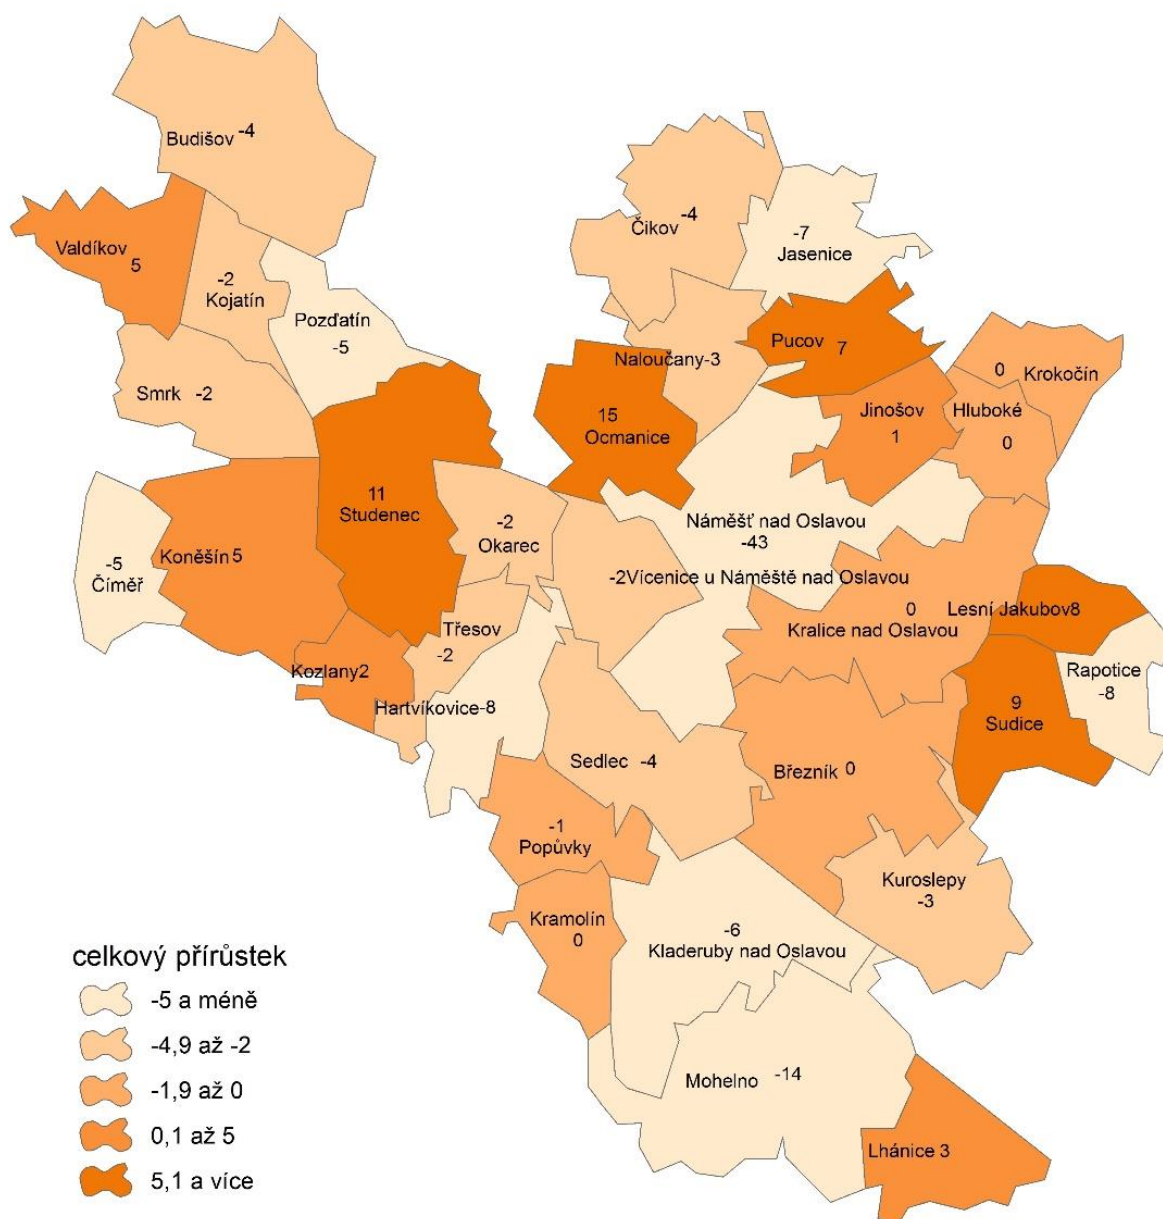 Budišov -4
Čikov -4
-7
Jasenice
Valdíkov
5
-2
Kojatín
Pozďatín
-5
Pucov 7
Naloučany-3
0
Krokočín
Smrk -2
15
Ocmanice
Jinošov
1
Hluboké
0
11
Studenec
-2
Okarec
Náměšť nad Oslavou
-43
-5
Číměř
Koněšín 5
-2Vícenice u Náměště nad Oslavou
0
Kralice nad Oslavou
Lesní Jakubov8
Třesov
-2
Kozlany2
Rapotice
-8
Hartvíkovice-8
9
Sudice
Sedlec -4
Březník 0
-1
Popůvky
Kuroslepy
-3
Kramolín
0
-6
Kladeruby nad Oslavou
Mohelno -14
Lhánice 3
celkový přírůstek
-5 a méně
-4,9 až -2
-1,9 až 0
0,1 až 5
5,1 a více